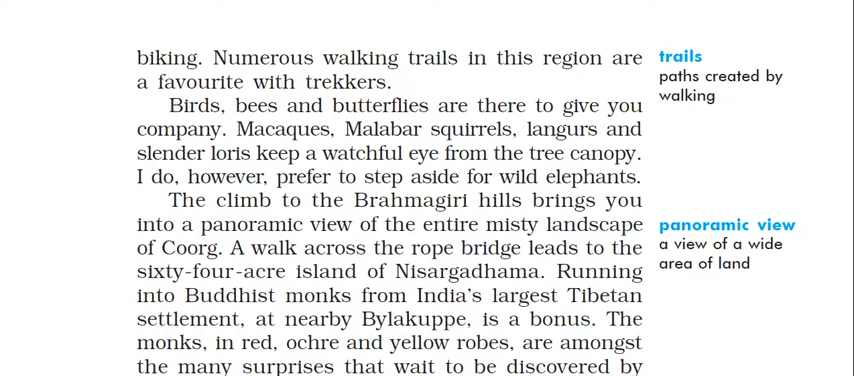 biking. Numerous walking trails in this region are
a favourite with trekkers.
Birds, bees and butterflies are there to give you
company. Macaques, Malabar squirrels, langurs and
slender loris keep a watchful eye from the tree canopy.
I do, however, prefer to step aside for wild elephants.
The climb to the Brahmagiri hills brings you
into a panoramic view of the entire misty landscape
of Coorg. A walk across the rope bridge leads to the
sixty-four-acre island of Nisargadhama. Running
into Buddhist monks from India’s largest Tibetan
settlement, at nearby Bylakuppe, is a bonus. The
monks, in red, ochre and yellow robes, are amongst
the many surprises that wait to be discovered by
trails
paths created by
walking
panoramic view
a view of a wide
area of land